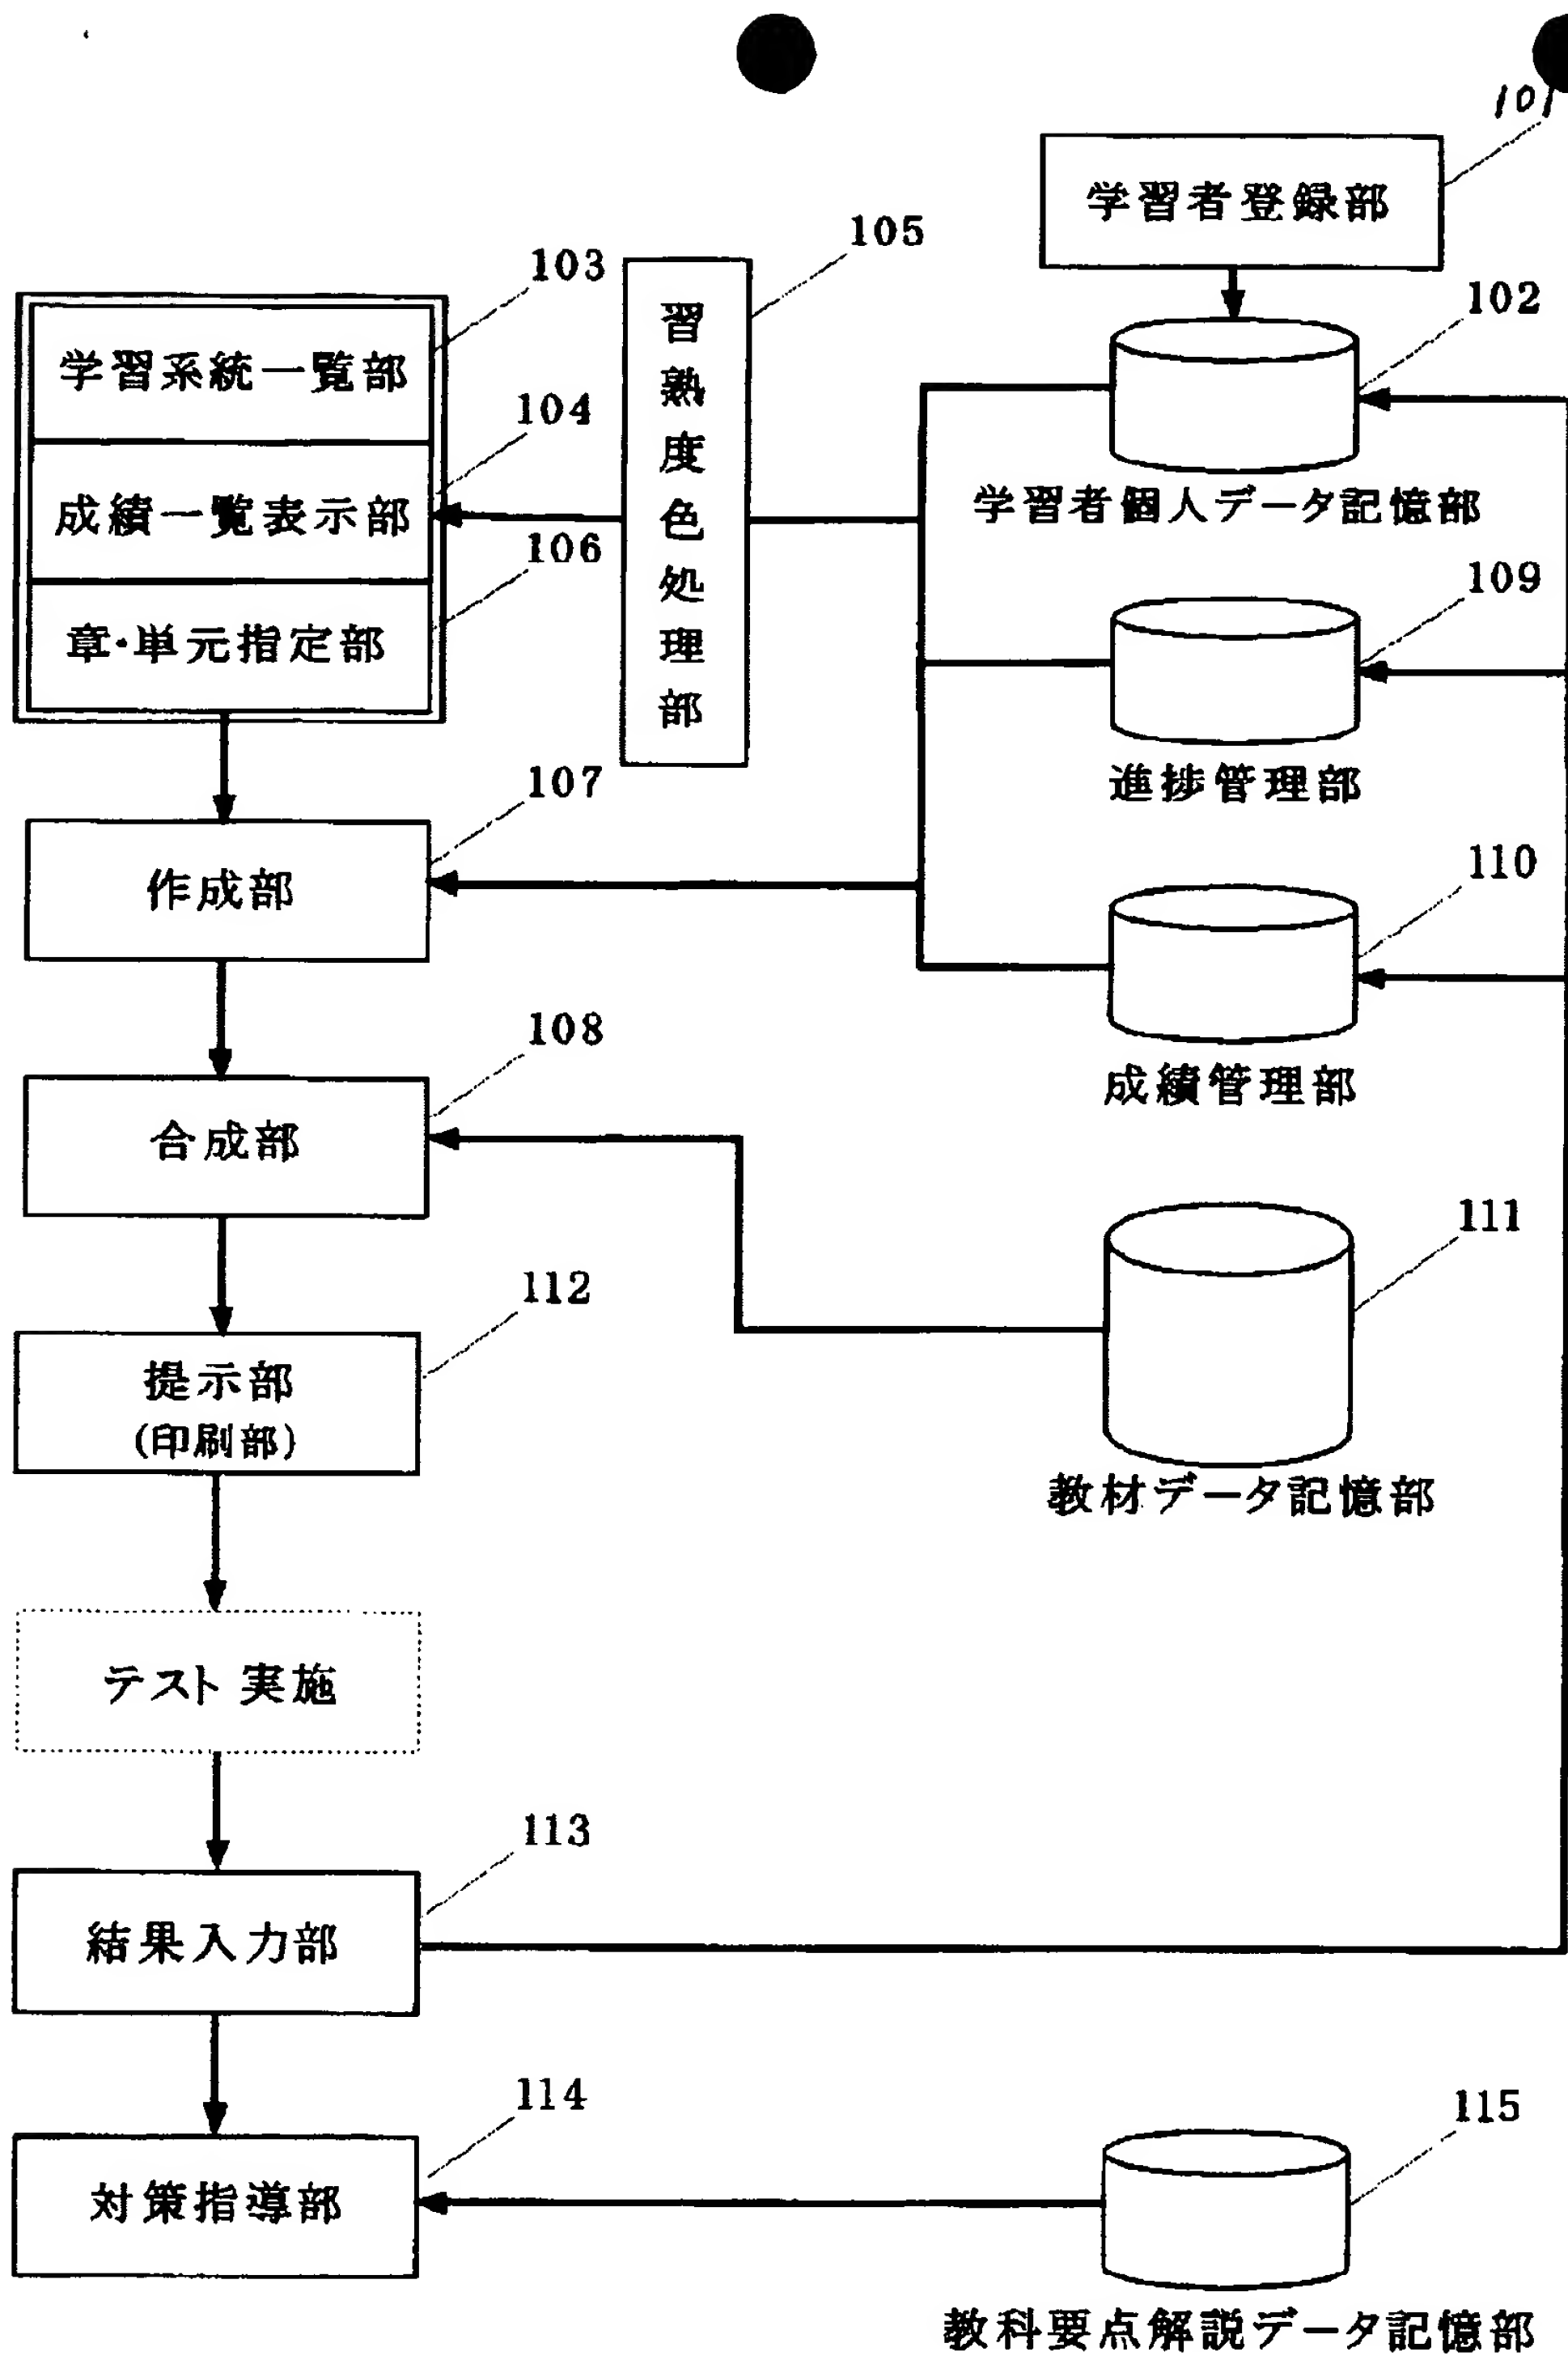 101
学習者登録部
105
103
102
学習系統一覧部
104
習熟度色処理部
成績一覧表示部
学習者個人データ記憶部
106
109
章・単元指定部
進捗管理部
107
作成部
110
108
成績管理部
合成部
111
112
提示部
(印刷部)
教材データ記憶部
テスト実施
113
結果入力部
114
115
対策指導部
教科要点解説データ記憶部